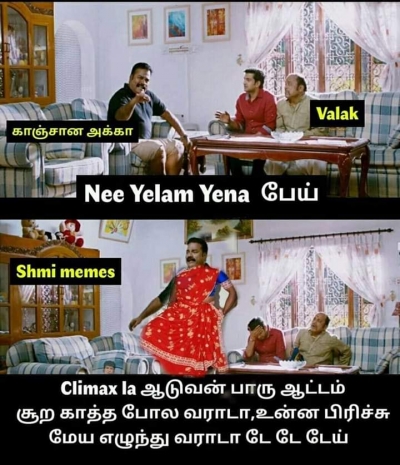 Valak
காஞ்சான அக்கா
Nee Yelam Yena பேய்
Shmi memes
Climax la ஆடுவன் பாரு ஆட்டம்
சூற காத்த போல வராடா,உன்ன பிரிச்சு
மேய எழுந்து வராடா டே டே டேய்